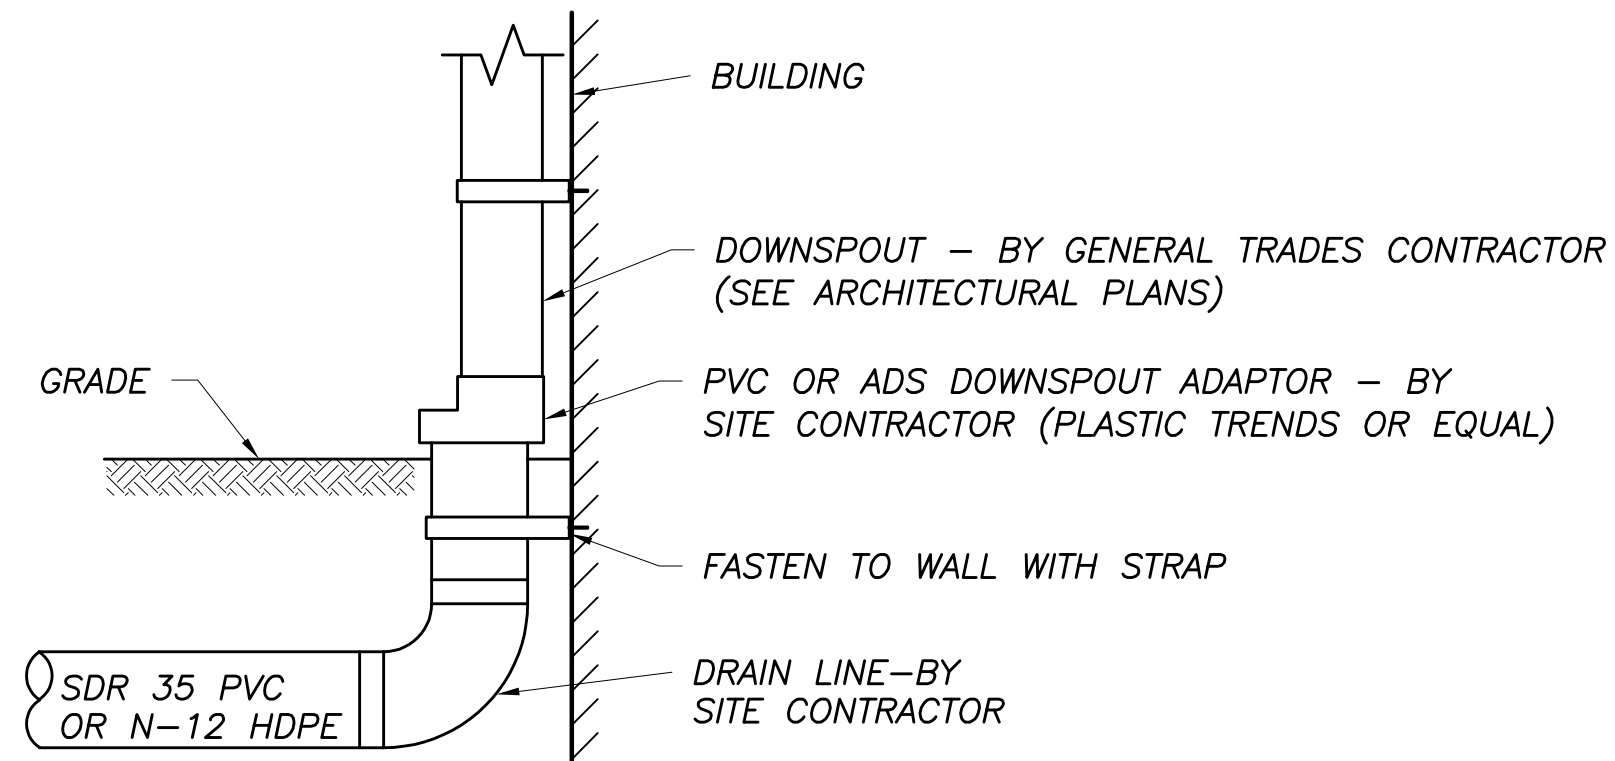 BUILDING
DOWNSPOUT – BY GENERAL TRADES CONTRACTOR
(SEE ARCHITECTURAL PLANS)
GRADE
PVC OR ADS DOWNSPOUT ADAPTOR – BY
SITE CONTRACTOR (PLASTIC TRENDS OR EQUAL)
FASTEN TO WALL WITH STRAP
DRAIN LINE–BY
SITE CONTRACTOR
SDR 35 PVC
OR N–12 HDPE